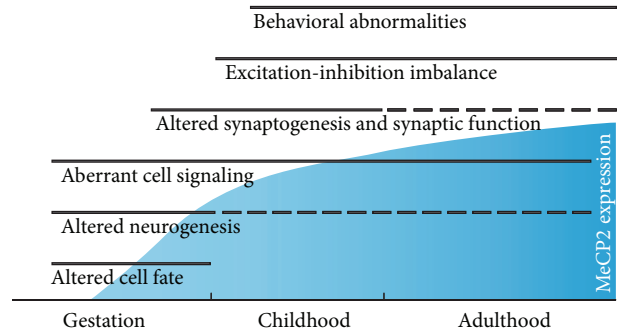 Behavioral abnormalities
Excitation-inhibition imbalance
Altered synaptogenesis and synaptic function
Aberrant cell signaling
Altered neurogenesis
Altered cell fate
MeCP2 expression
Gestation
Childhood
Adulthood